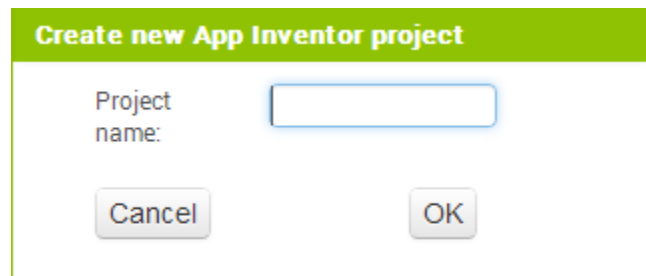 Create new App Inventor project
Project
name:
Cancel
OK